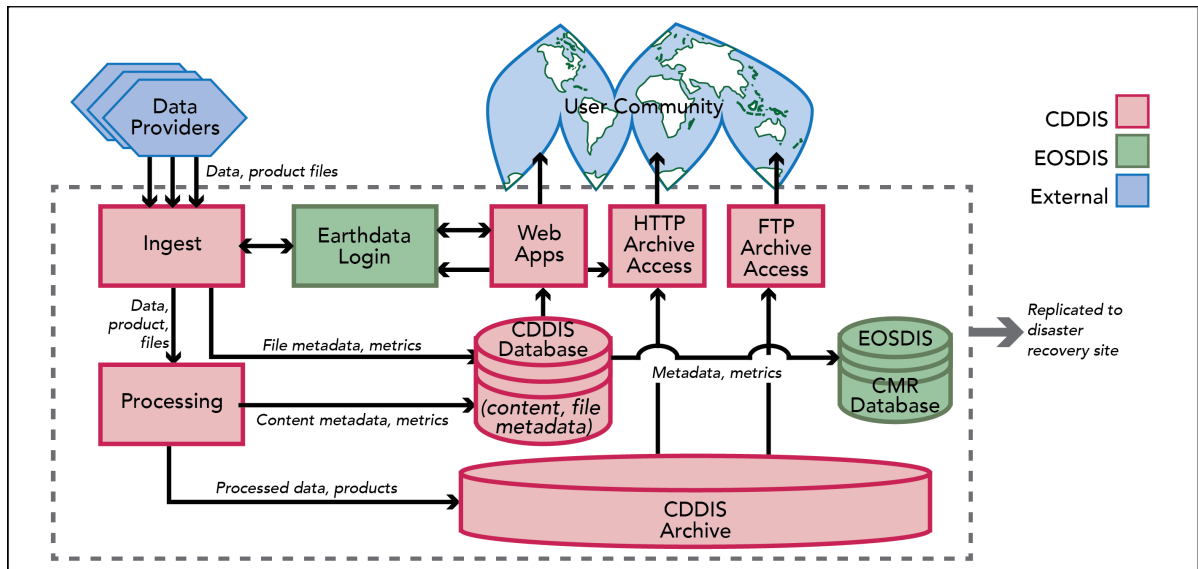 Data
Providers
User Community
CDDIS
EOSDIS
External
Data, product files
Ingest
Earthdata
Login
Web
Apps
HTTP
Archive
Access
FTP
Archive
Access
Data,
product,
files
File metadata, metrics
CDDIS
Database
(content, file
metadata)
Metadata, metrics
EOSDIS
CMR
Database
Replicated to
disaster
recovery site
Processing
Content metadata, metrics
Processed data, products
CDDIS
Archive